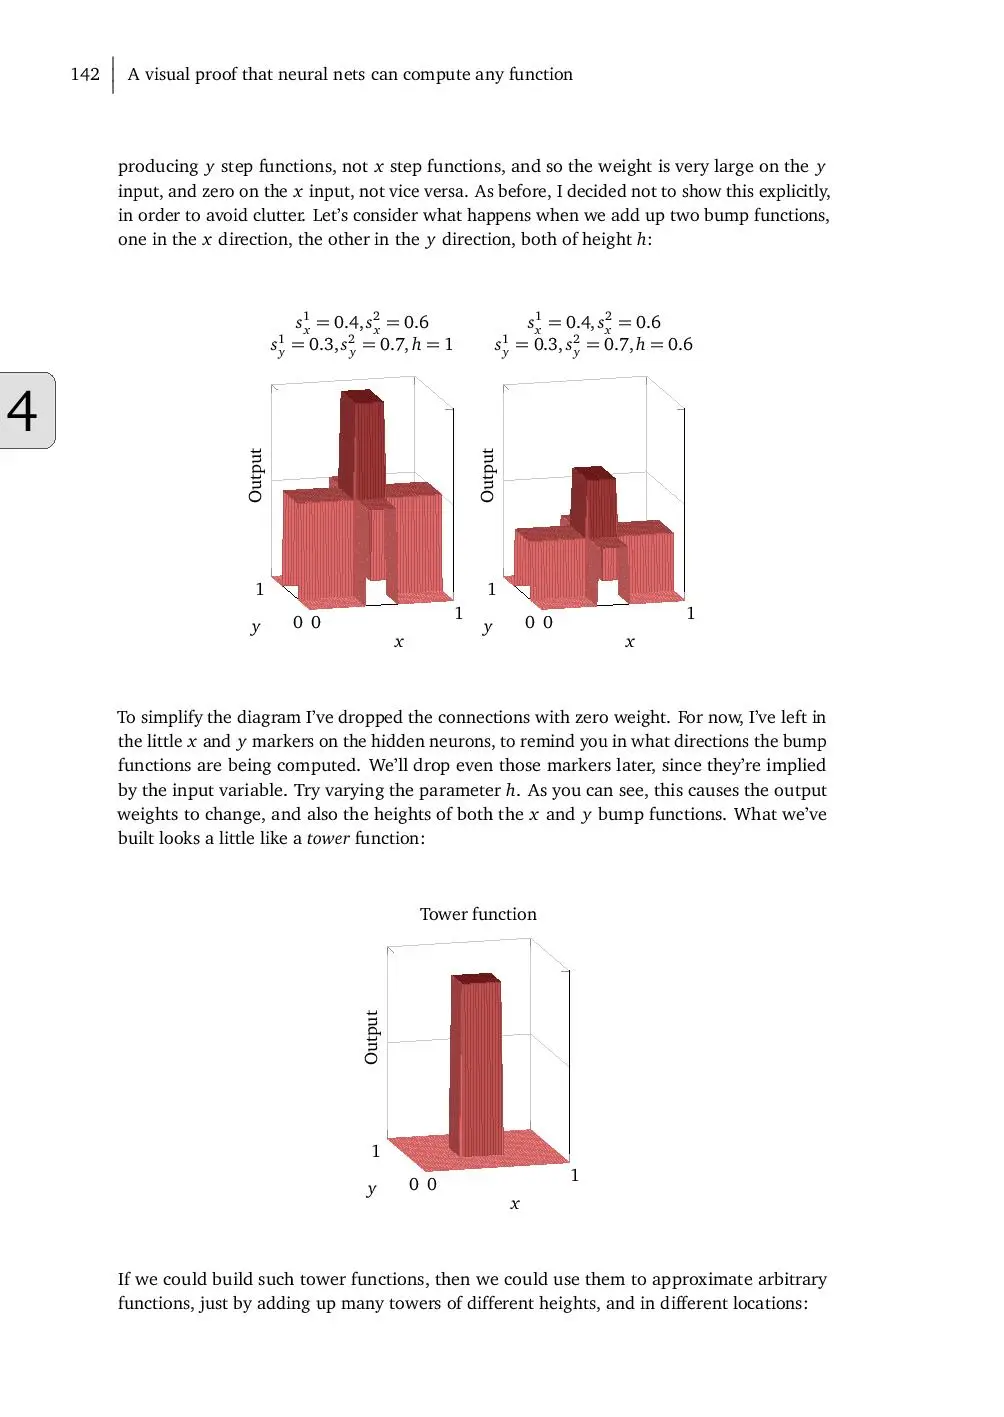 142 A visual proof that neural nets can compute any function
producing y step functions, not x step functions, and so the weight is very large on the y
input, and zero on the x input, not vice versa. As before, I decided not to show this explicitly,
in order to avoid clutter. Let’s consider what happens when we add up two bump functions,
one in the x direction, the other in the y direction, both of height h:
s_x^1 = 0.4, s_x^2 = 0.6
s_y^1 = 0.3, s_y^2 = 0.7, h = 1
Output
1
y
0 0
x
1
s_x^1 = 0.4, s_x^2 = 0.6
s_y^1 = 0.3, s_y^2 = 0.7, h = 0.6
Output
1
y
0 0
x
1
4
To simplify the diagram I’ve dropped the connections with zero weight. For now, I’ve left in
the little x and y markers on the hidden neurons, to remind you in what directions the bump
functions are being computed. We’ll drop even those markers later, since they’re implied
by the input variable. Try varying the parameter h. As you can see, this causes the output
weights to change, and also the heights of both the x and y bump functions. What we’ve
built looks a little like a tower function:
Tower function
Output
1
y
0 0
x
1
If we could build such tower functions, then we could use them to approximate arbitrary
functions, just by adding up many towers of different heights, and in different locations: